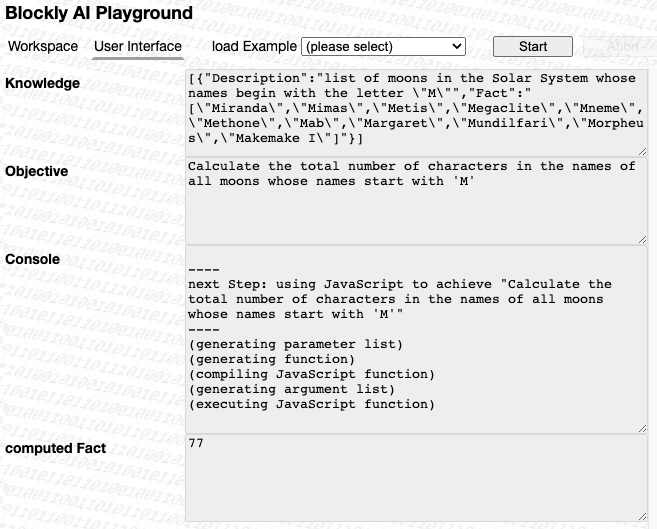 Blockly AI Playground
Workspace User Interface load Example (please select) Start Abort
Knowledge
[{"Description":"list of moons in the Solar System whose
names begin with the letter \"M\"","Fact":"
[\"Miranda\",\"Mimas\",\"Metis\",\"Megaclite\",\"Mneme\",
\"Methone\",\"Mab\",\"Margaret\",\"Mundilfari\",\"Morpheu
s\",\"Makemake I\"]"}]
Objective
Calculate the total number of characters in the names of
all moons whose names start with 'M'
Console
----
next Step: using JavaScript to achieve "Calculate the
total number of characters in the names of all moons
whose names start with 'M'"
----
(generating parameter list)
(generating function)
(compiling JavaScript function)
(generating argument list)
(executing JavaScript function)
computed Fact
77